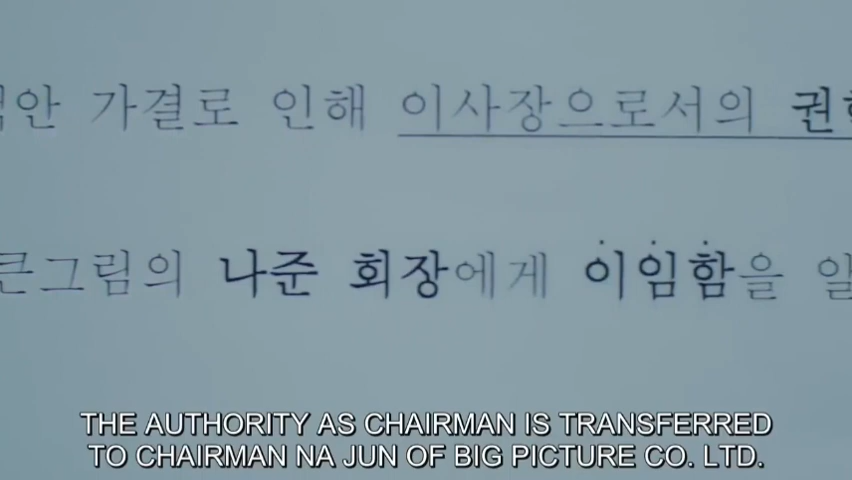 가결로 인해 이사장으로서의
큰그림의 나준 회장에게 이임함을
THE AUTHORITY AS CHAIRMAN IS TRANSFERRED
TO CHAIRMAN NA JUN OF BIG PICTURE CO. LTD.